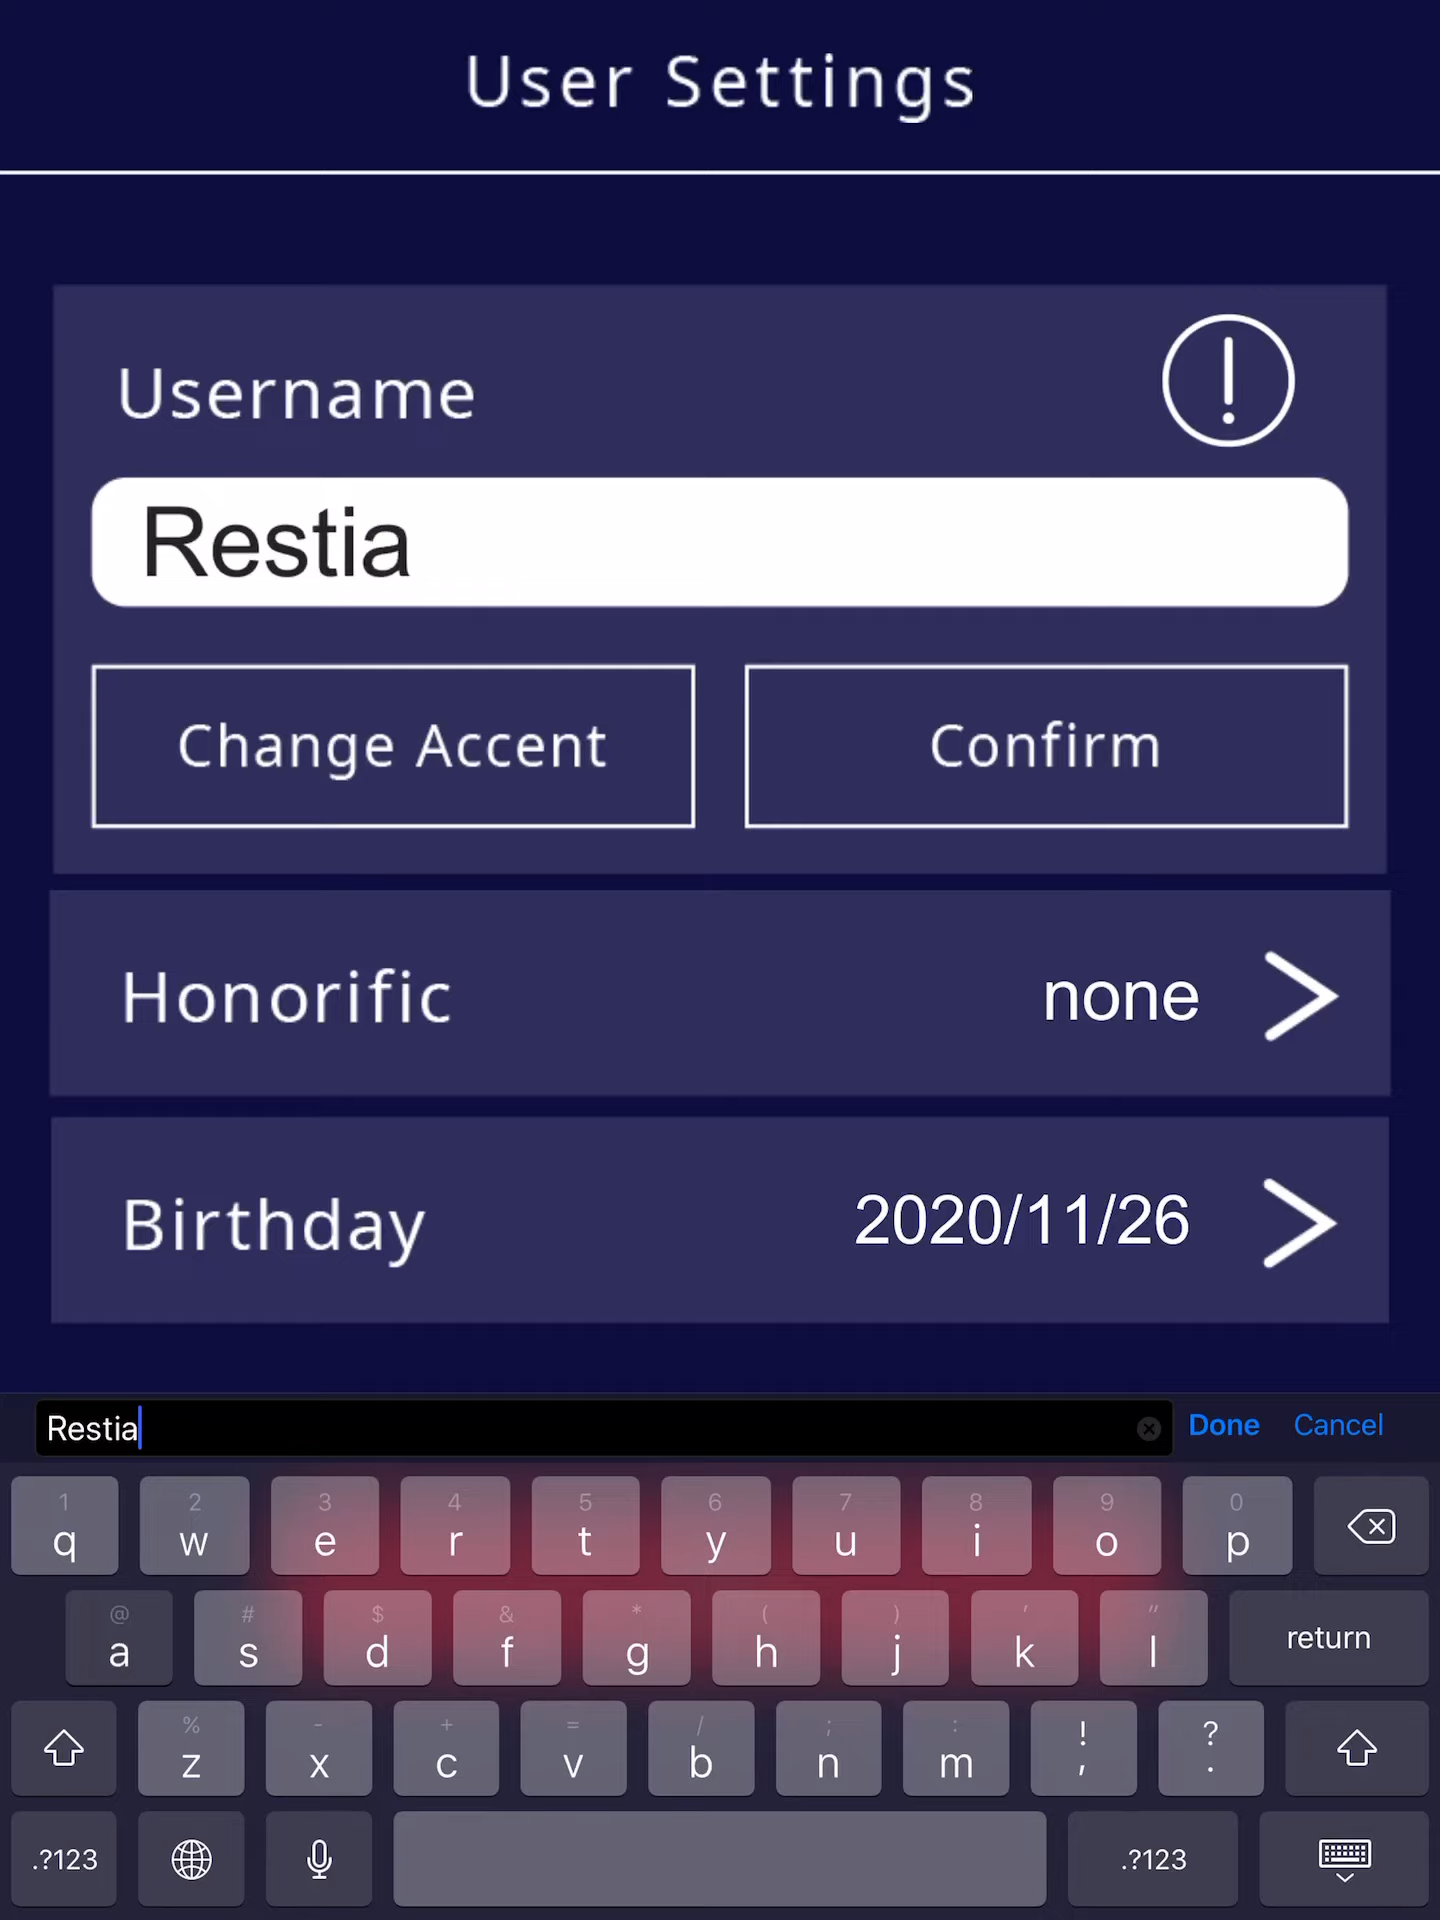 User Settings
Username
Restia
Change Accent Confirm
Honorific none
Birthday 2020/11/26
Restia Done Cancel
1 2 3 4 5 6 7 8 9 0
q w e r t y u i o p
@ # $ & * ( ) ' "
a s d f g h j k l return
% - + = / ; : ! ?
z x c v b n m , .
.?123 .?123